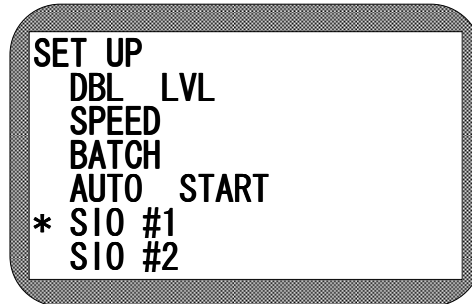 SET UP
DBL LVL
SPEED
BATCH
AUTO START
* SIO #1
SIO #2